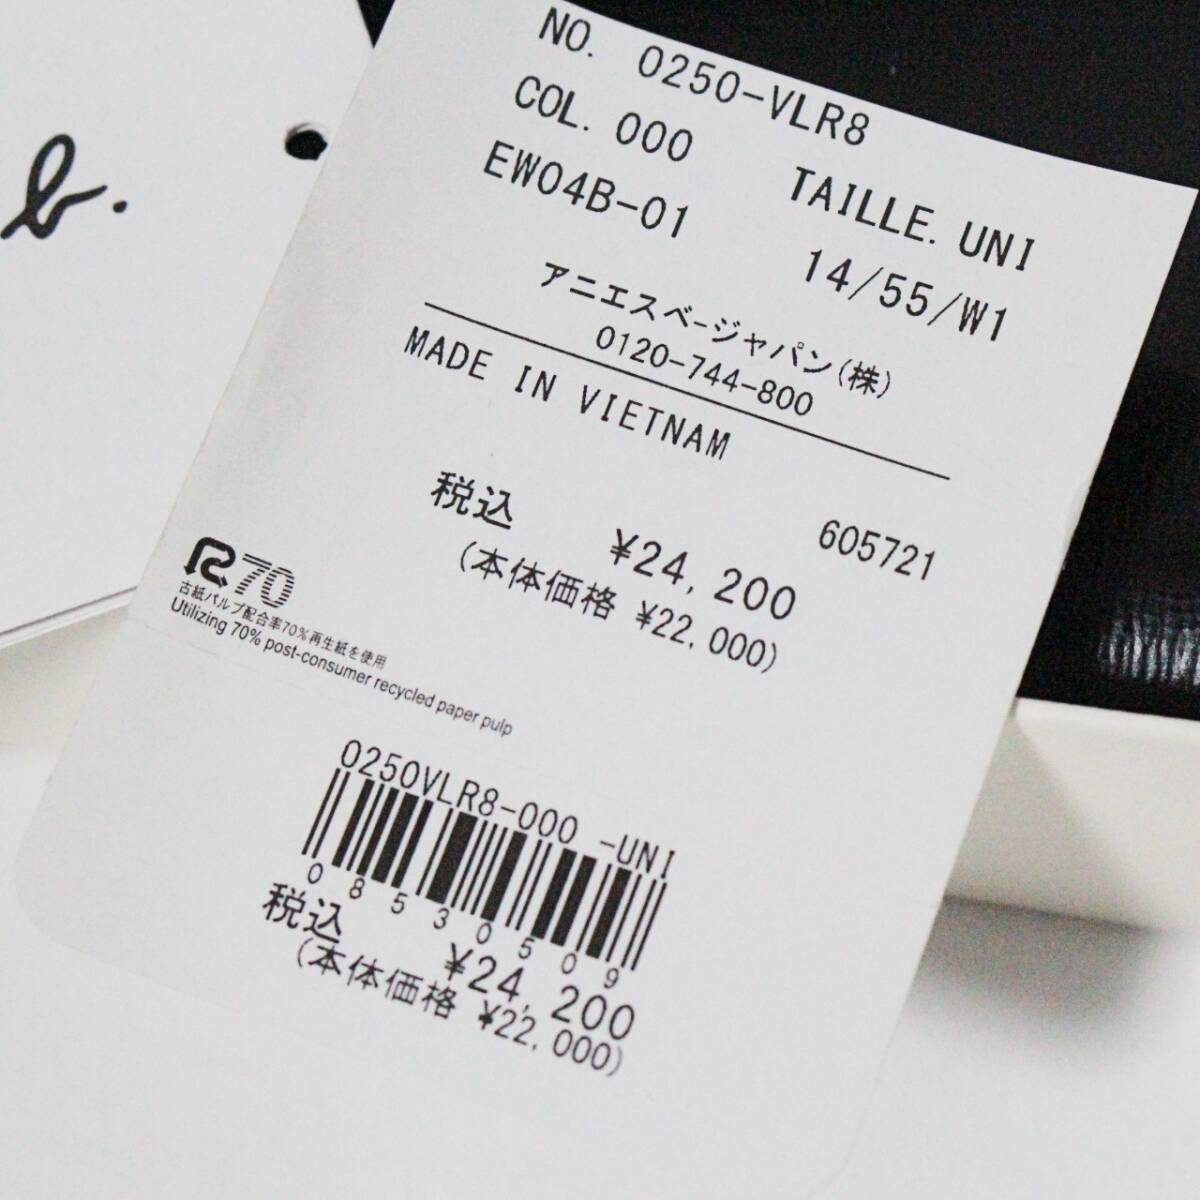 b.
NO. 0250-VLR8
COL. 000 TAILLE. UNI
EW04B-01 14/55/W1
アニエスベージャパン(株)
0120-744-800
MADE IN VIETNAM
605721
税込 ¥24,200
(本体価格 ¥22,000)
R70
古紙パルプ配合率70%再生紙を使用
Utilizing 70% post-consumer recycled paper pulp
0250VLR8-000 -UNI
08530509
税込 ¥24,200
(本体価格 ¥22,000)